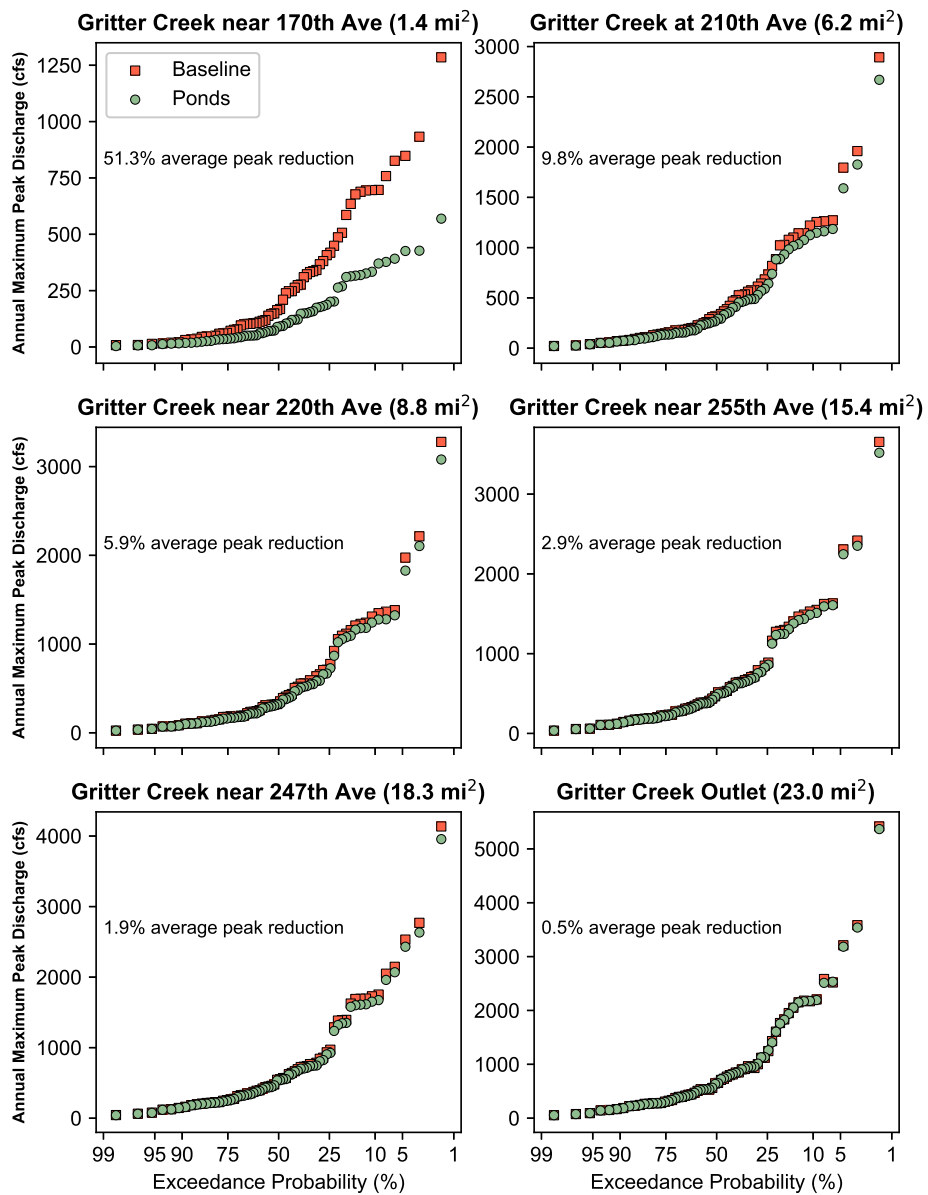 Gritter Creek near 170th Ave (1.4 mi²)
Annual Maximum Peak Discharge (cfs)
1250
1000
750
500
250
0
Baseline
Ponds
51.3% average peak reduction
Gritter Creek at 210th Ave (6.2 mi²)
3000
2500
2000
1500
1000
500
0
9.8% average peak reduction
Gritter Creek near 220th Ave (8.8 mi²)
Annual Maximum Peak Discharge (cfs)
3000
2000
1000
0
5.9% average peak reduction
Gritter Creek near 255th Ave (15.4 mi²)
3000
2000
1000
0
2.9% average peak reduction
Gritter Creek near 247th Ave (18.3 mi²)
Annual Maximum Peak Discharge (cfs)
4000
3000
2000
1000
0
1.9% average peak reduction
99 95 90 75 50 25 10 5 1
Exceedance Probability (%)
Gritter Creek Outlet (23.0 mi²)
5000
4000
3000
2000
1000
0
0.5% average peak reduction
99 95 90 75 50 25 10 5 1
Exceedance Probability (%)